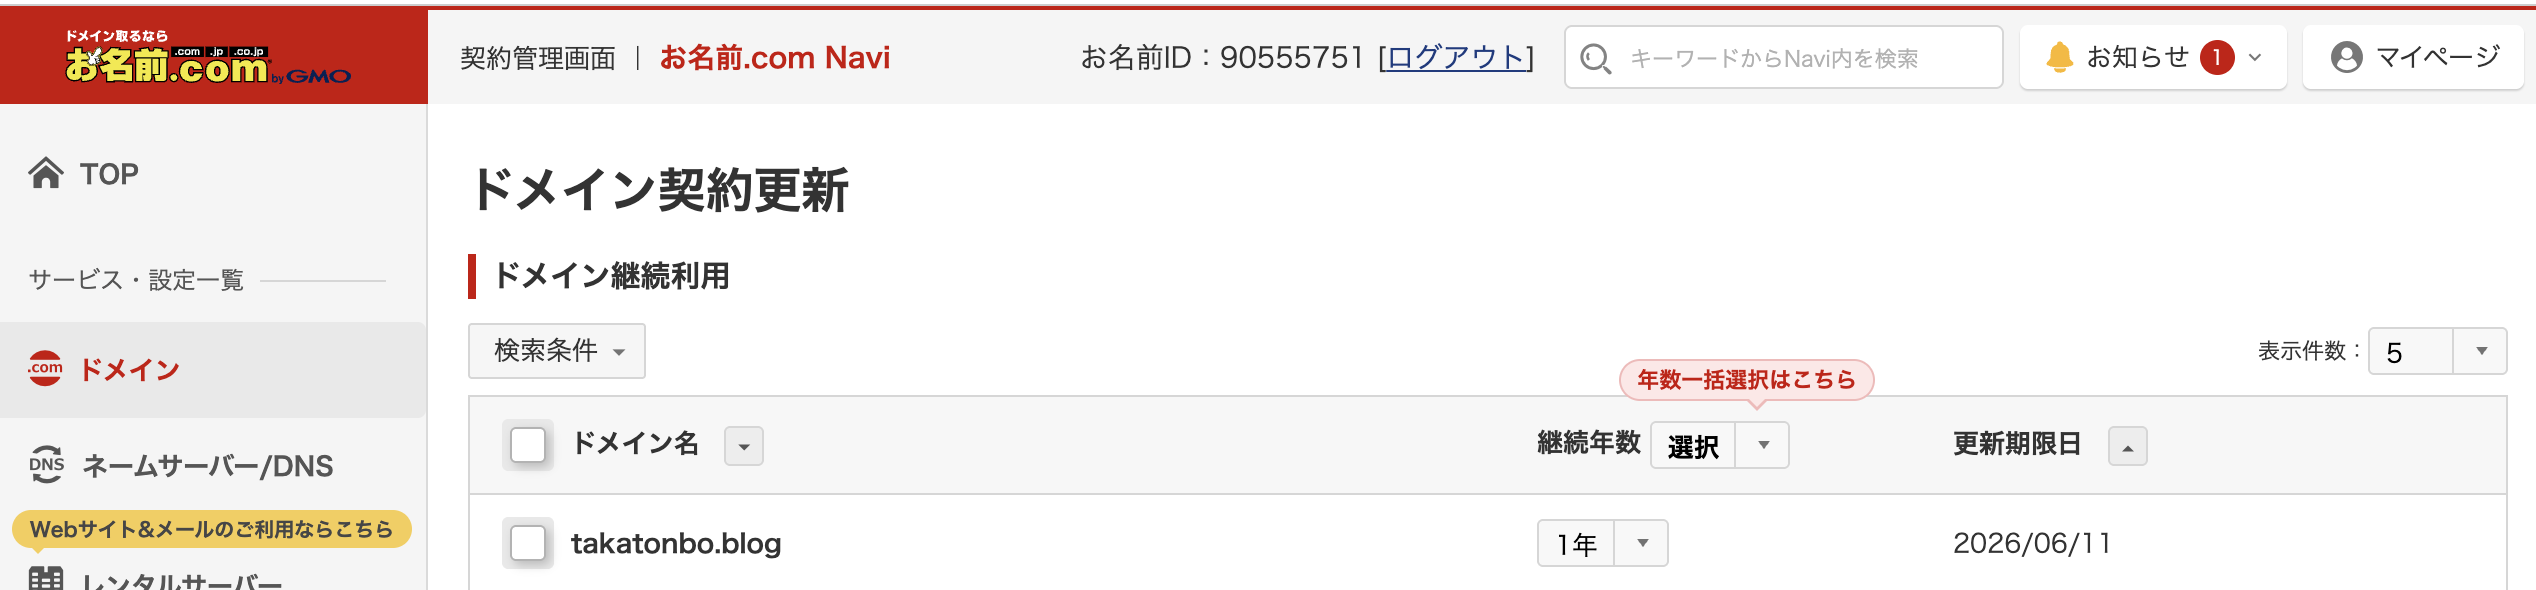 ドメイン取るなら
.com .jp .co.jp
お名前.com by GMO
契約管理画面 | お名前.com Navi
お名前ID：90555751 [ログアウト]
キーワードからNavi内を検索
お知らせ 1
マイページ
TOP
サービス・設定一覧
.com ドメイン
DNS ネームサーバー/DNS
Webサイト&メールのご利用ならこちら
レンタルサーバー
ドメイン契約更新
ドメイン継続利用
検索条件
表示件数： 5
年数一括選択はこちら
ドメイン名 継続年数 選択 更新期限日
takatonbo.blog 1年 2026/06/11